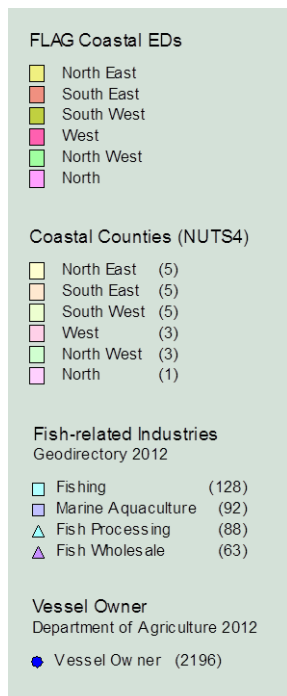 FLAG Coastal EDs
North East
South East
South West
West
North West
North
Coastal Counties (NUTS4)
North East (5)
South East (5)
South West (5)
West (3)
North West (3)
North (1)
Fish-related Industries
Geodirectory 2012
Fishing (128)
Marine Aquaculture (92)
Fish Processing (88)
Fish Wholesale (63)
Vessel Owner
Department of Agriculture 2012
Vessel Owner (2196)